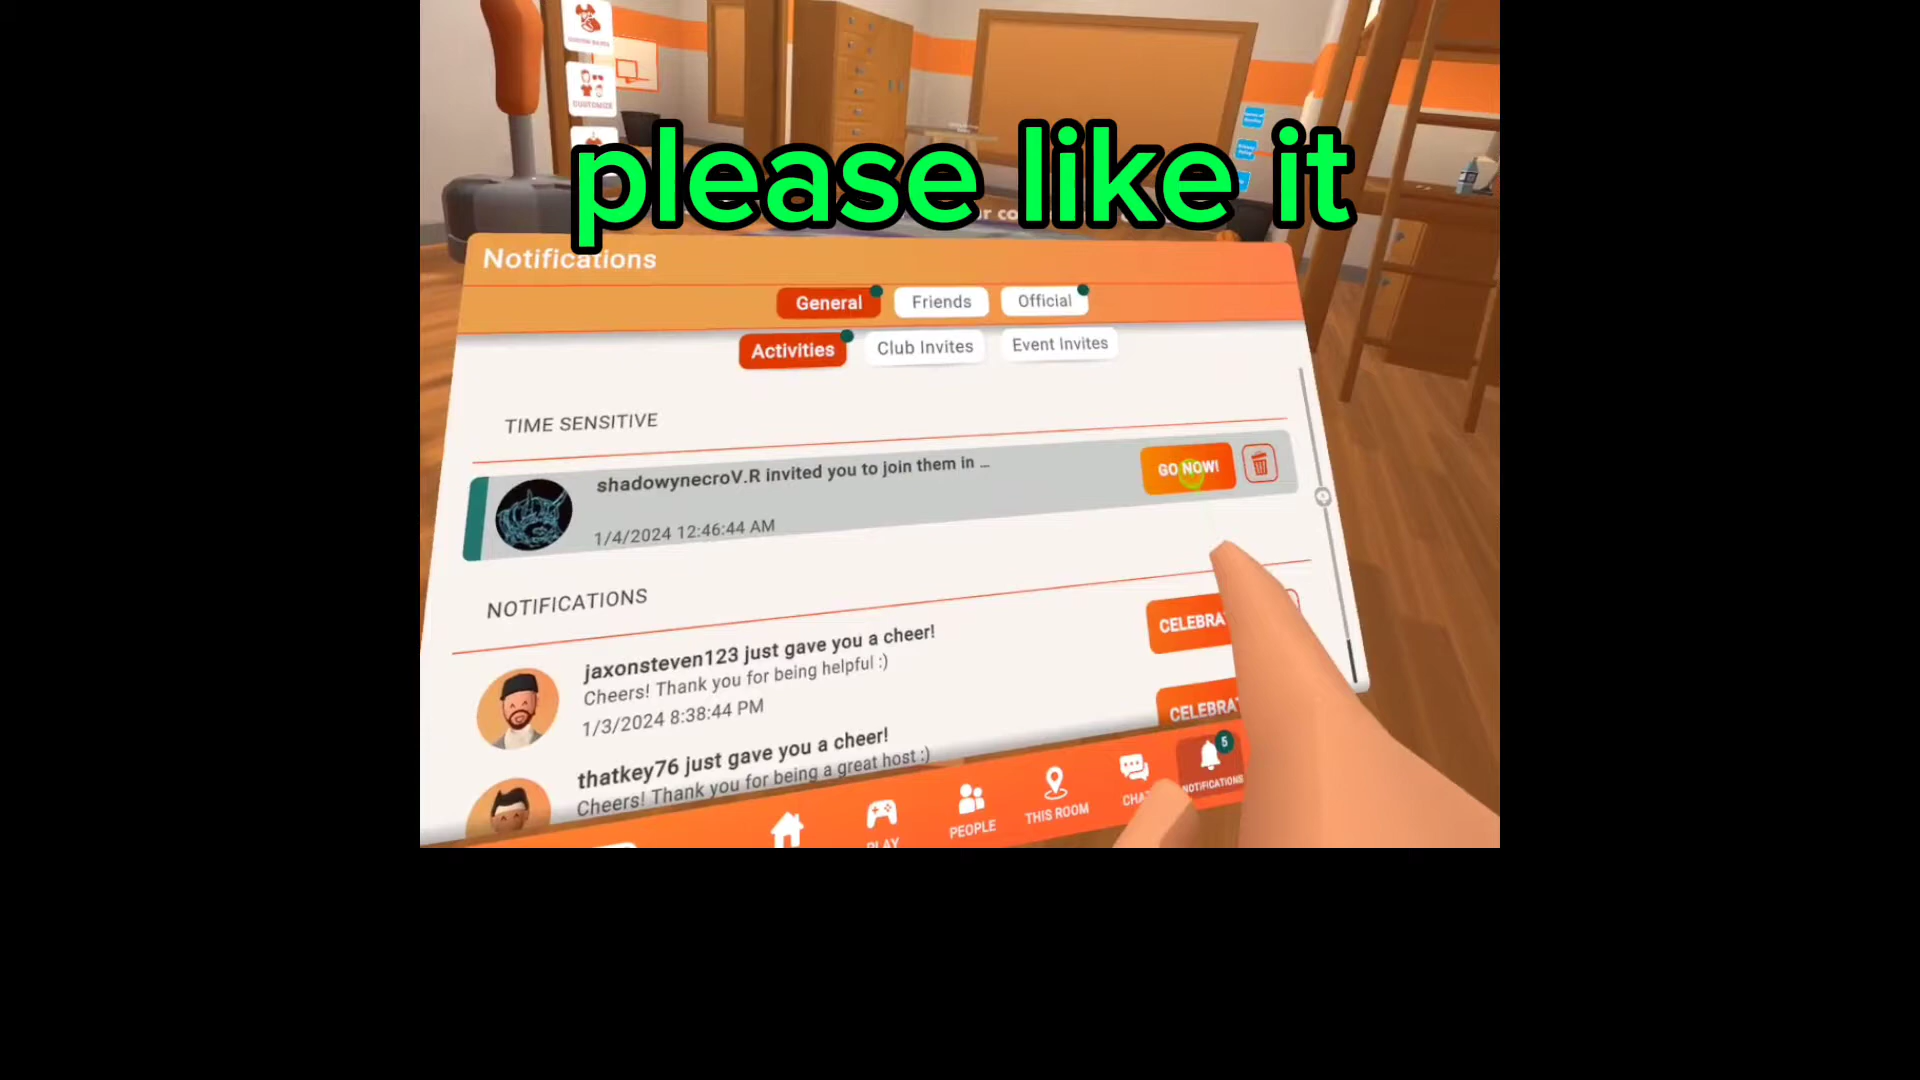 CUSTOMIZE
please like it
Notifications
General
Friends
Official
Activities
Club Invites
Event Invites
TIME SENSITIVE
shadowynecroV.R invited you to join them in ...
GO NOW!
1/4/2024 12:46:44 AM
NOTIFICATIONS
jaxonsteven123 just gave you a cheer!
Cheers! Thank you for being helpful :)
1/3/2024 8:38:44 PM
CELEBRA
thatkey76 just gave you a cheer!
Cheers! Thank you for being a great host :)
CELEBRA
PLAY
PEOPLE
THIS ROOM
CHA
5
NOTIFICATIONS